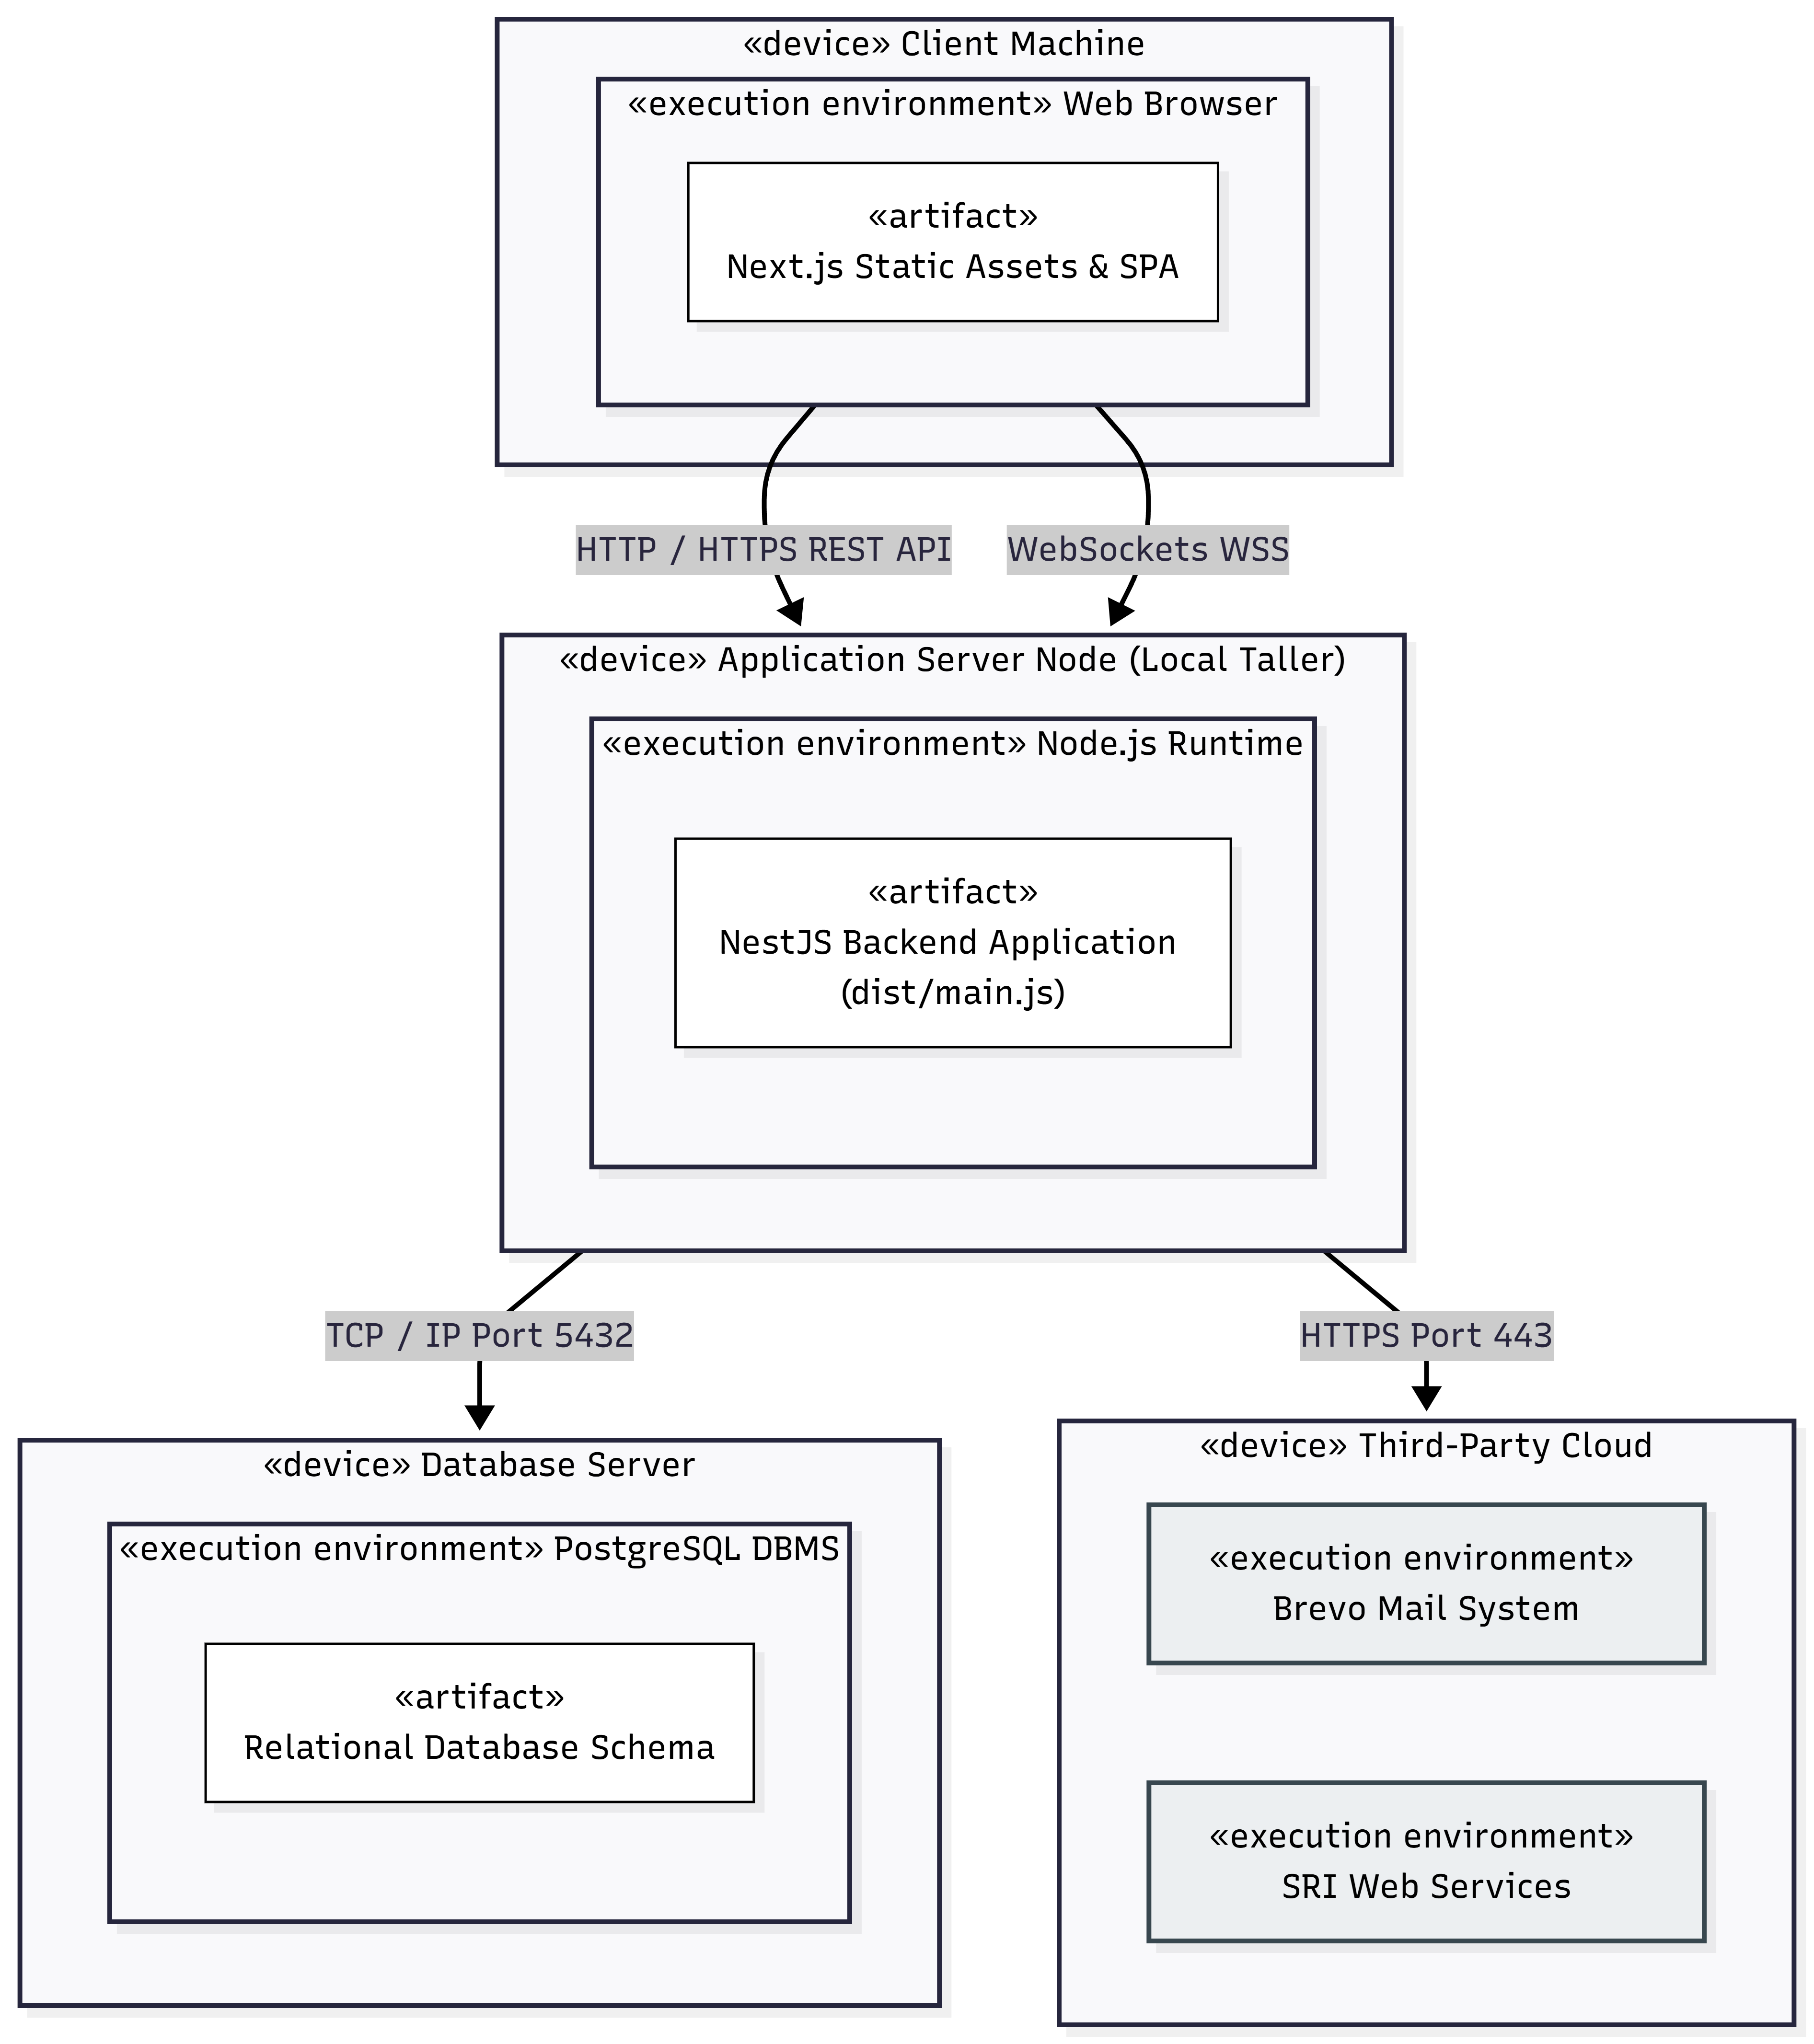 «device» Client Machine
«execution environment» Web Browser
«artifact»
Next.js Static Assets & SPA
HTTP / HTTPS REST API
WebSockets WSS
«device» Application Server Node (Local Taller)
«execution environment» Node.js Runtime
«artifact»
NestJS Backend Application
(dist/main.js)
TCP / IP Port 5432
HTTPS Port 443
«device» Database Server
«execution environment» PostgreSQL DBMS
«artifact»
Relational Database Schema
«device» Third-Party Cloud
«execution environment»
Brevo Mail System
«execution environment»
SRI Web Services